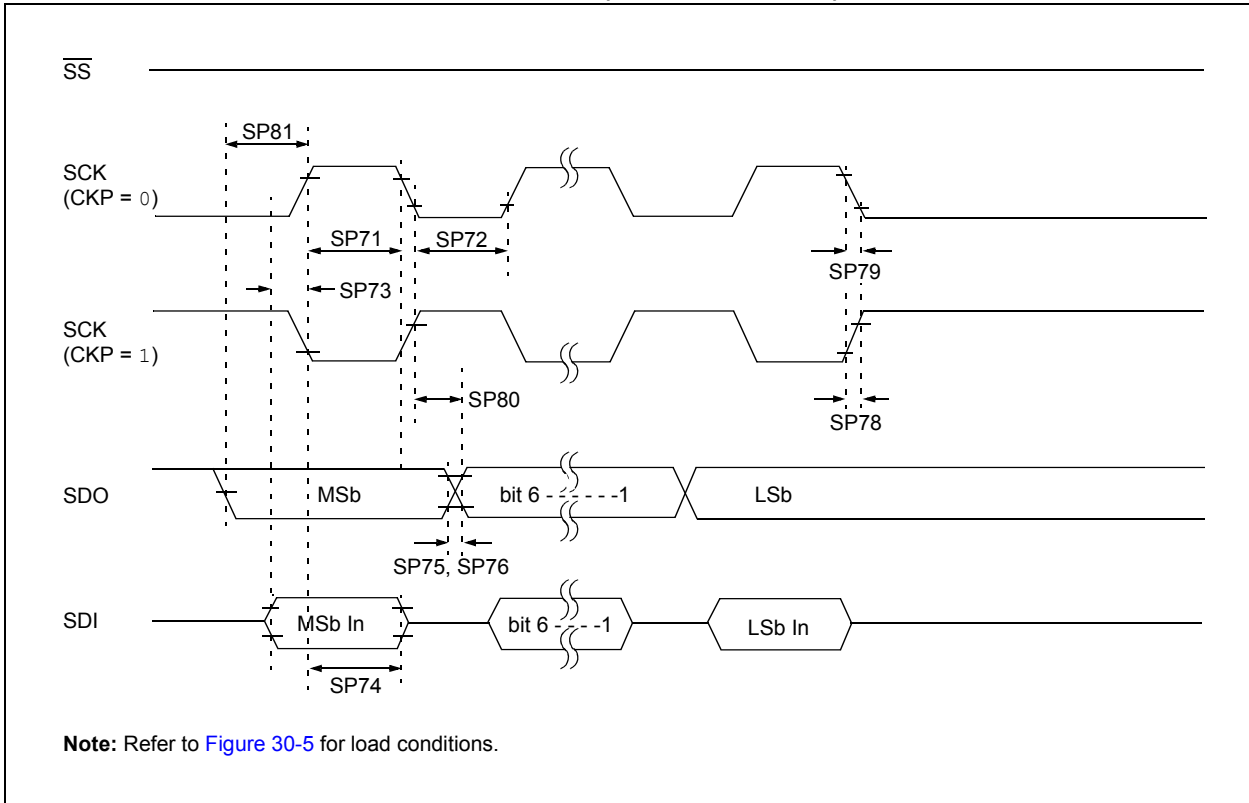 SS
SP81
SCK
(CKP = 0)
SP71
SP72
SP79
SP73
SCK
(CKP = 1)
SP80
SP78
SDO
MSb
bit 6 - - - - - -1
LSb
SP75, SP76
SDI
MSb In
bit 6 - - - -1
LSb In
SP74
Note: Refer to Figure 30-5 for load conditions.